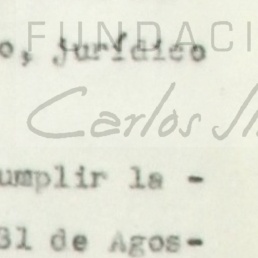 FUNDACI
o, jurídico
Carlos
umplir la -
31 de Agos-